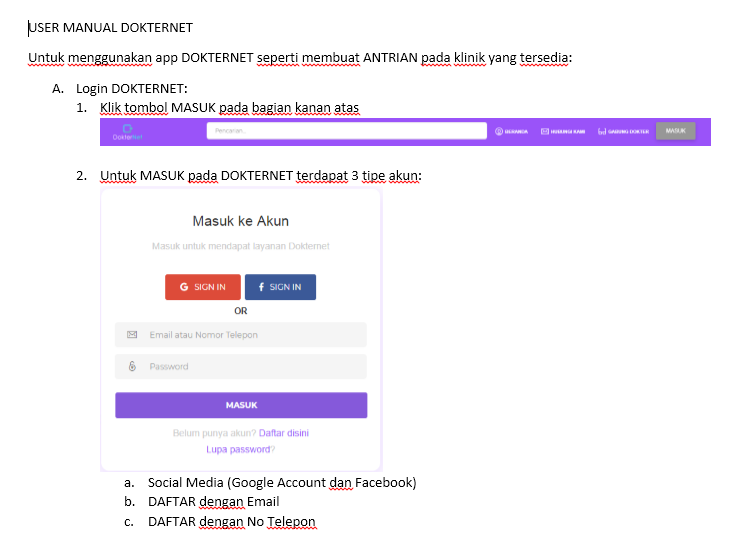 USER MANUAL DOKTERNET
Untuk menggunakan app DOKTERNET seperti membuat ANTRIAN pada klinik yang tersedia:
A. Login DOKTERNET:
1. Klik tombol MASUK pada bagian kanan atas
DokterNet Pencarian... BERANDA HUBUNGI KAMI GABUNG DOKTER MASUK
2. Untuk MASUK pada DOKTERNET terdapat 3 tipe akun:
Masuk ke Akun
Masuk untuk mendapat layanan Dokternet
G SIGN IN f SIGN IN
OR
Email atau Nomor Telepon
Password
MASUK
Belum punya akun? Daftar disini
Lupa password?
a. Social Media (Google Account dan Facebook)
b. DAFTAR dengan Email
c. DAFTAR dengan No Telepon